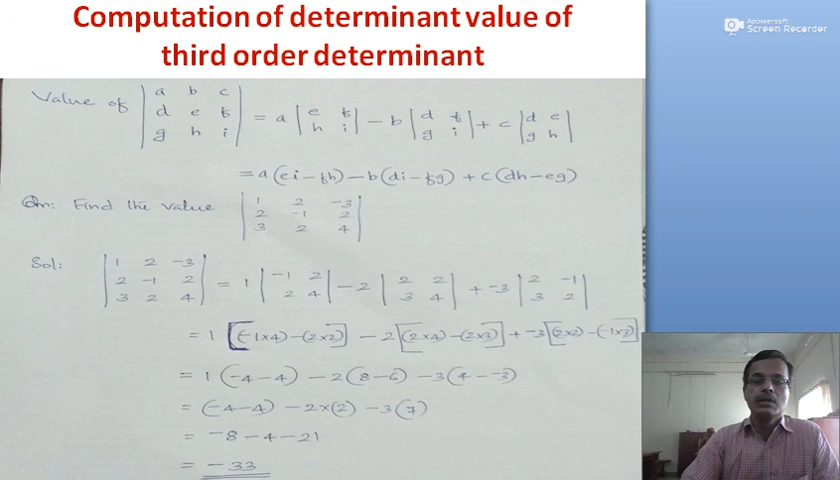 Computation of determinant value of
third order determinant
Apowersoft
Screen Recorder
Value of | a b c | = a | e f | - b | d f | + c | d e |
| d e f | | h i | | g i | | g h |
| g h i |
= a (ei - fh) - b (di - fg) + c (dh - eg)
Qn: Find the value | 1 2 -3 |
| 2 -1 2 |
| 3 2 4 |
Sol: | 1 2 -3 | = 1 | -1 2 | - 2 | 2 2 | + -3 | 2 -1 |
| 2 -1 2 | | 2 4 | | 3 4 | | 3 2 |
| 3 2 4 |
= 1 [(-1×4) - (2×2)] - 2 [(2×4) - (2×3)] + -3 [(2×2) - (-1×3)]
= 1 (-4 - 4) - 2 (8 - 6) - 3 (4 - -3)
= (-4 - 4) - 2×(2) - 3 (7)
= -8 - 4 - 21
= -33